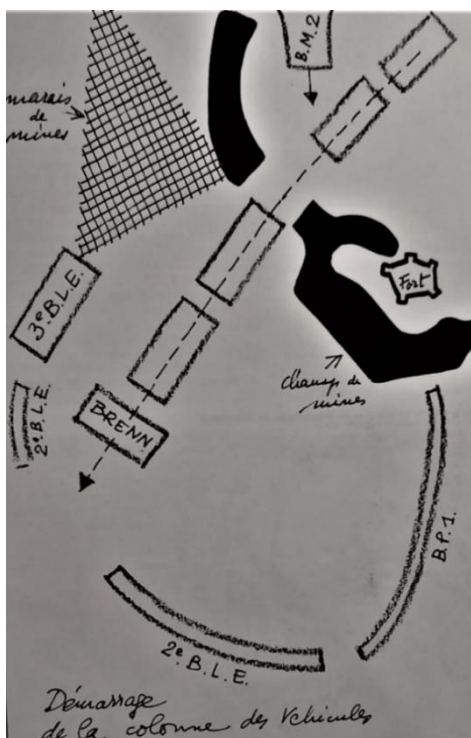 B.M.2
marais
de
mines
Fort
3e B.L.E.
champ de
mines
2e B.L.E.
BRENN
B.P.1.
2e B.L.E.
Démarrage
de la colonne des Véhicules